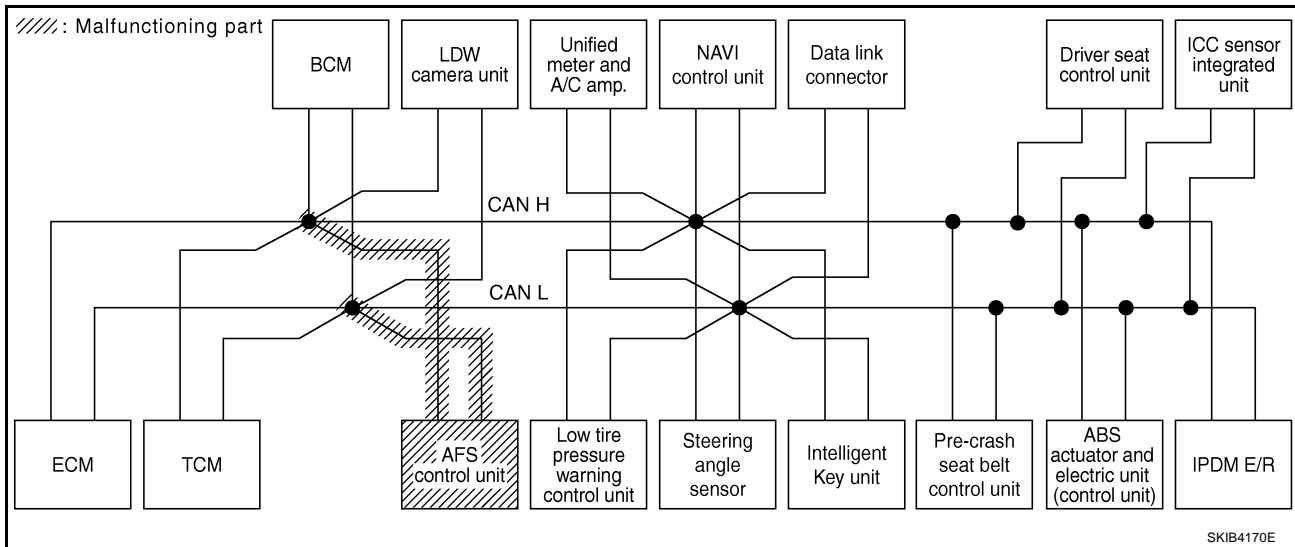 : Malfunctioning part
BCM
LDW
camera unit
Unified
meter and
A/C amp.
NAVI
control unit
Data link
connector
Driver seat
control unit
ICC sensor
integrated
unit
CAN H
CAN L
ECM
TCM
AFS
control unit
Low tire
pressure
warning
control unit
Steering
angle
sensor
Intelligent
Key unit
Pre-crash
seat belt
control unit
ABS
actuator and
electric unit
(control unit)
IPDM E/R
SKIB4170E